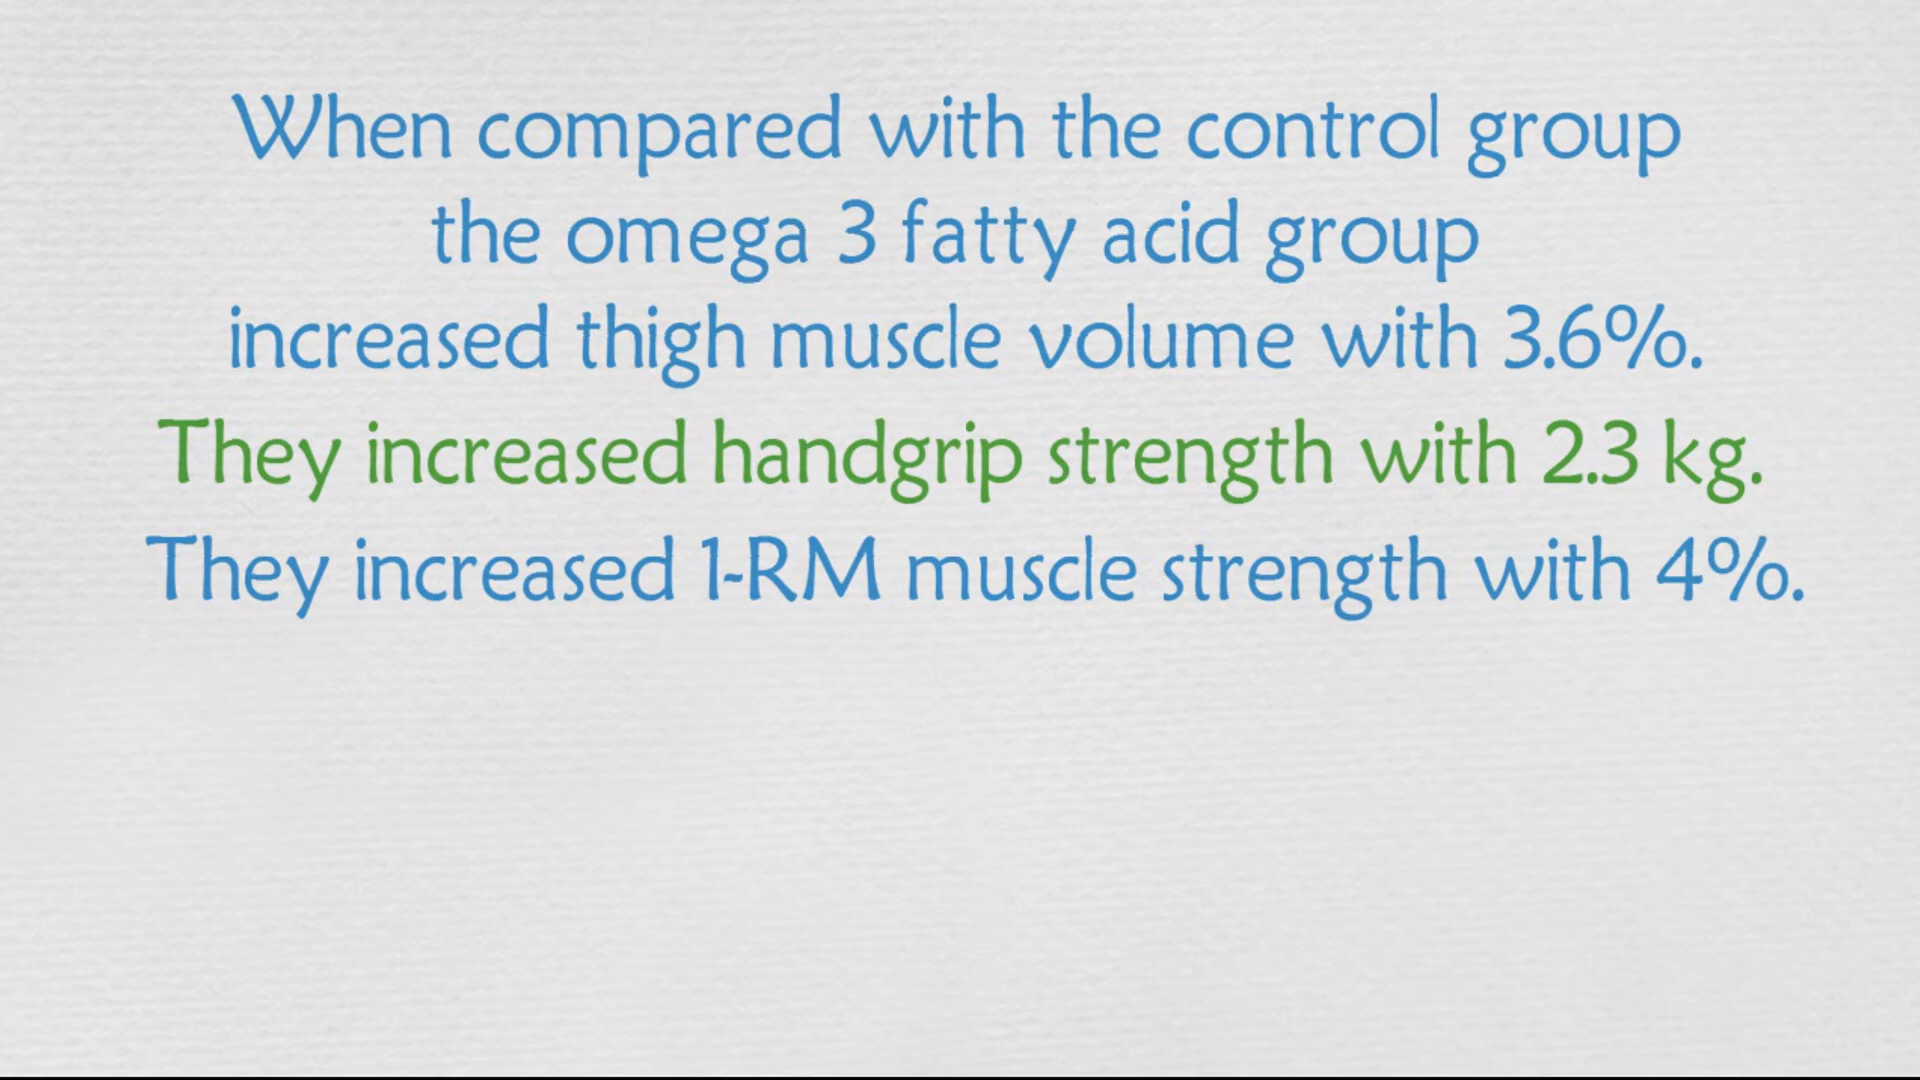 When compared with the control group
the omega 3 fatty acid group
increased thigh muscle volume with 3.6%.
They increased handgrip strength with 2.3 kg.
They increased 1-RM muscle strength with 4%.